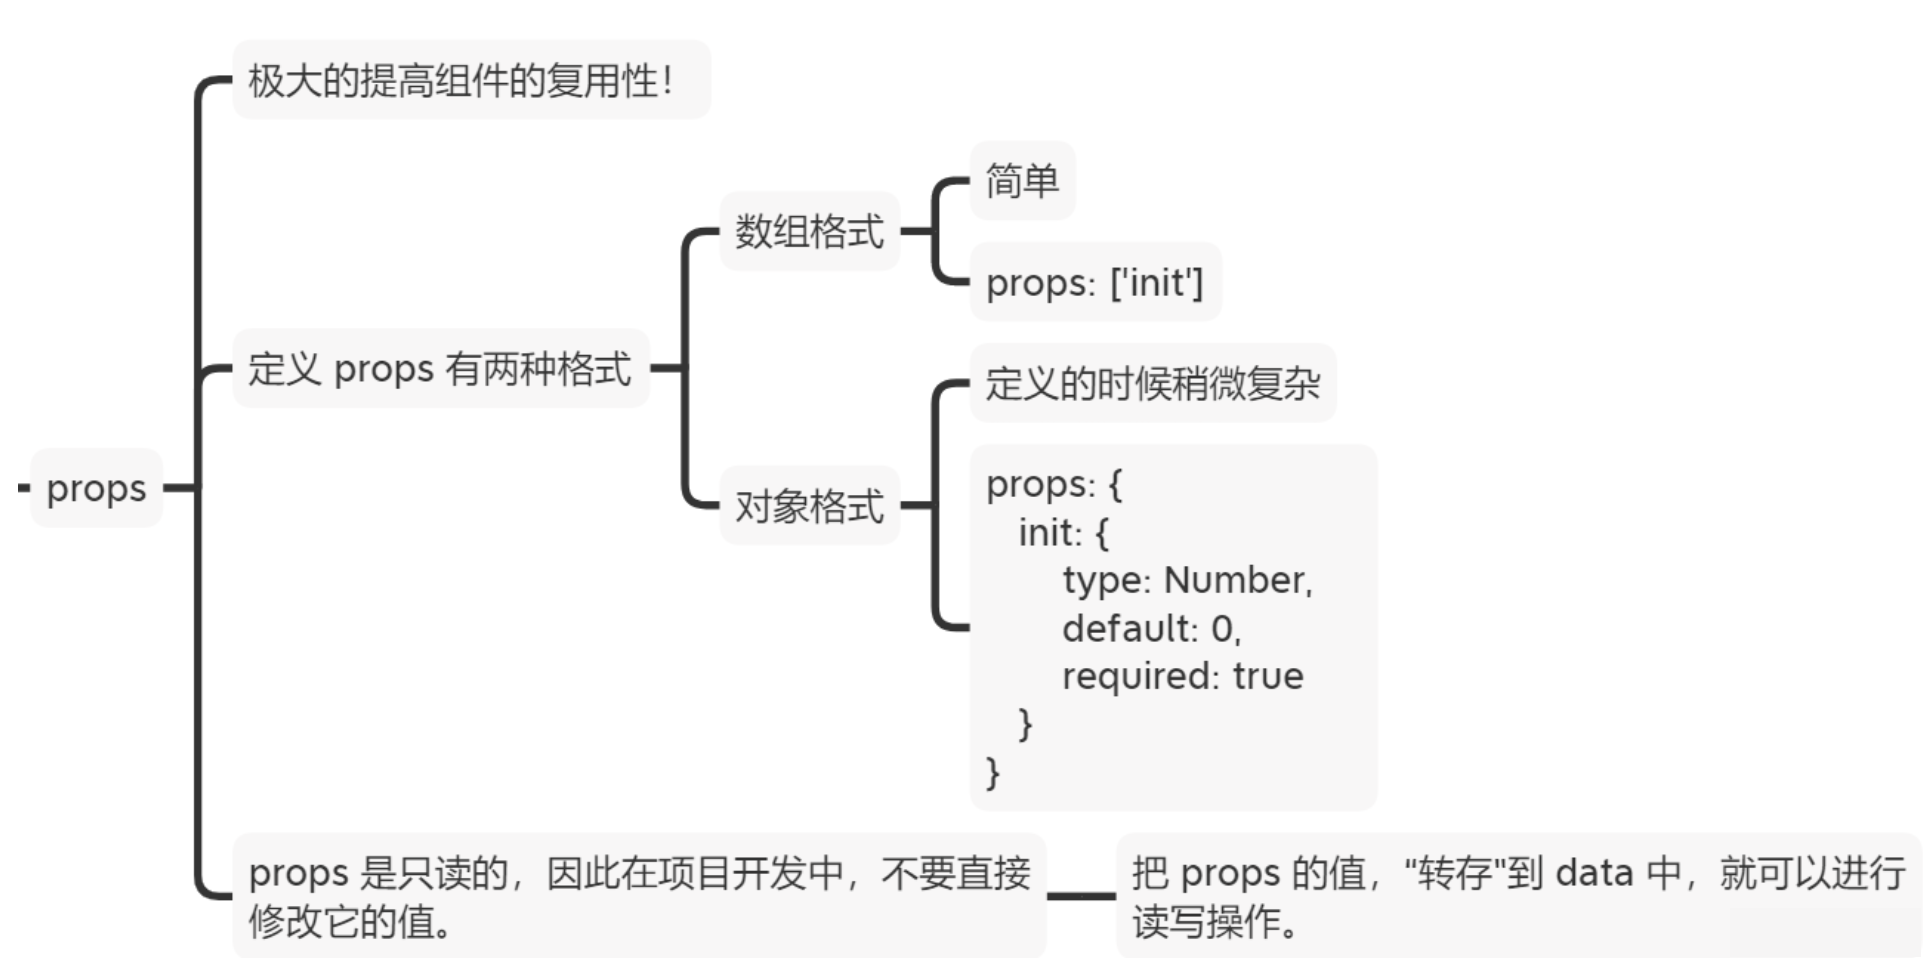 props
极大的提高组件的复用性！
定义 props 有两种格式
数组格式
简单
props: ['init']
对象格式
定义的时候稍微复杂
props: {
init: {
type: Number,
default: 0,
required: true
}
}
props 是只读的，因此在项目开发中，不要直接
修改它的值。
把 props 的值，“转存"到 data 中，就可以进行
读写操作。